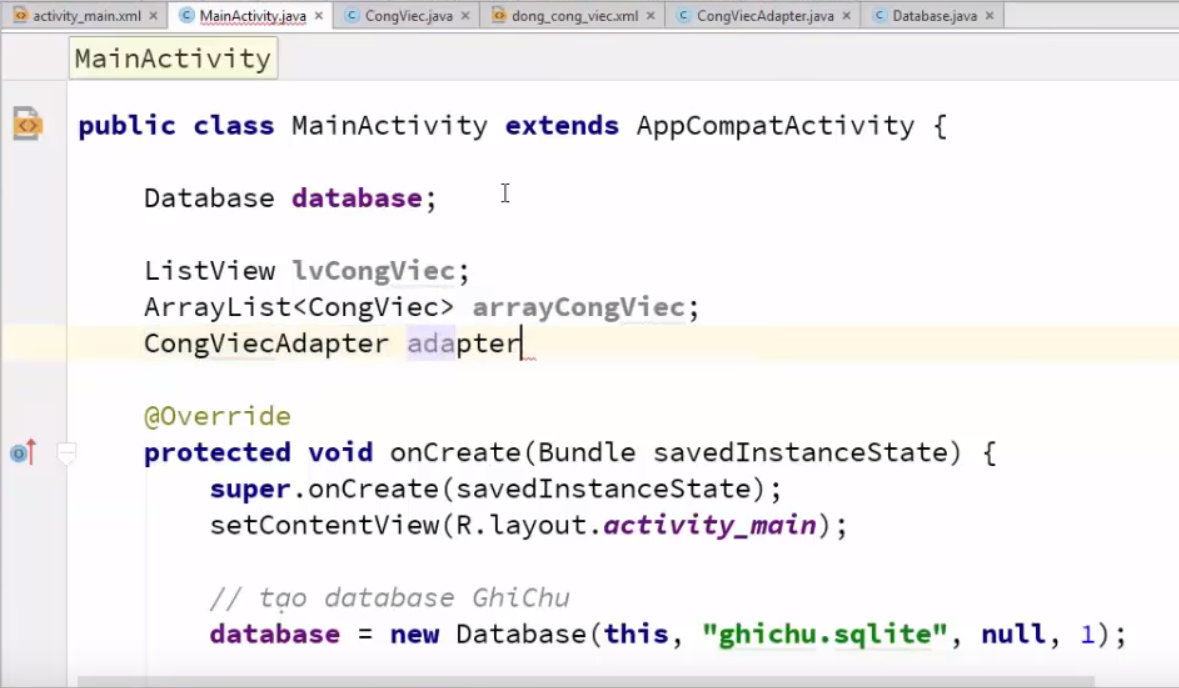 activity_main.xml × MainActivity.java × CongViec.java × dong_cong_viec.xml × CongViecAdapter.java × Database.java ×
MainActivity
public class MainActivity extends AppCompatActivity {
Database database;
ListView lvCongViec;
ArrayList<CongViec> arrayCongViec;
CongViecAdapter adapter
@Override
protected void onCreate(Bundle savedInstanceState) {
super.onCreate(savedInstanceState);
setContentView(R.layout.activity_main);
// tạo database GhiChu
database = new Database(this, "ghichu.sqlite", null, 1);